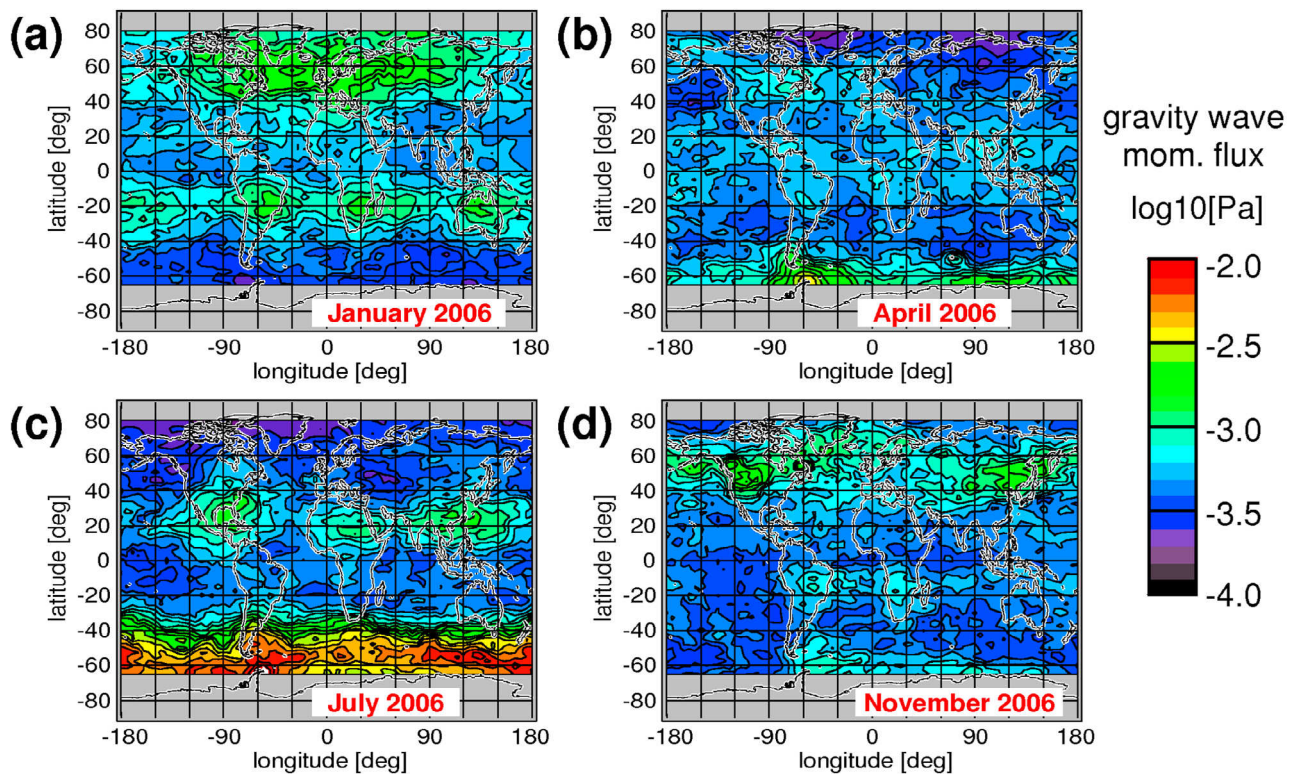 (a)
80
60
40
20
0
-20
-40
-60
-80
latitude [deg]
January 2006
-180 -90 0 90 180
longitude [deg]
(b)
80
60
40
20
0
-20
-40
-60
-80
latitude [deg]
April 2006
-180 -90 0 90 180
longitude [deg]
(c)
80
60
40
20
0
-20
-40
-60
-80
latitude [deg]
July 2006
-180 -90 0 90 180
longitude [deg]
(d)
80
60
40
20
0
-20
-40
-60
-80
latitude [deg]
November 2006
-180 -90 0 90 180
longitude [deg]
gravity wave
mom. flux
log10[Pa]
-2.0
-2.5
-3.0
-3.5
-4.0